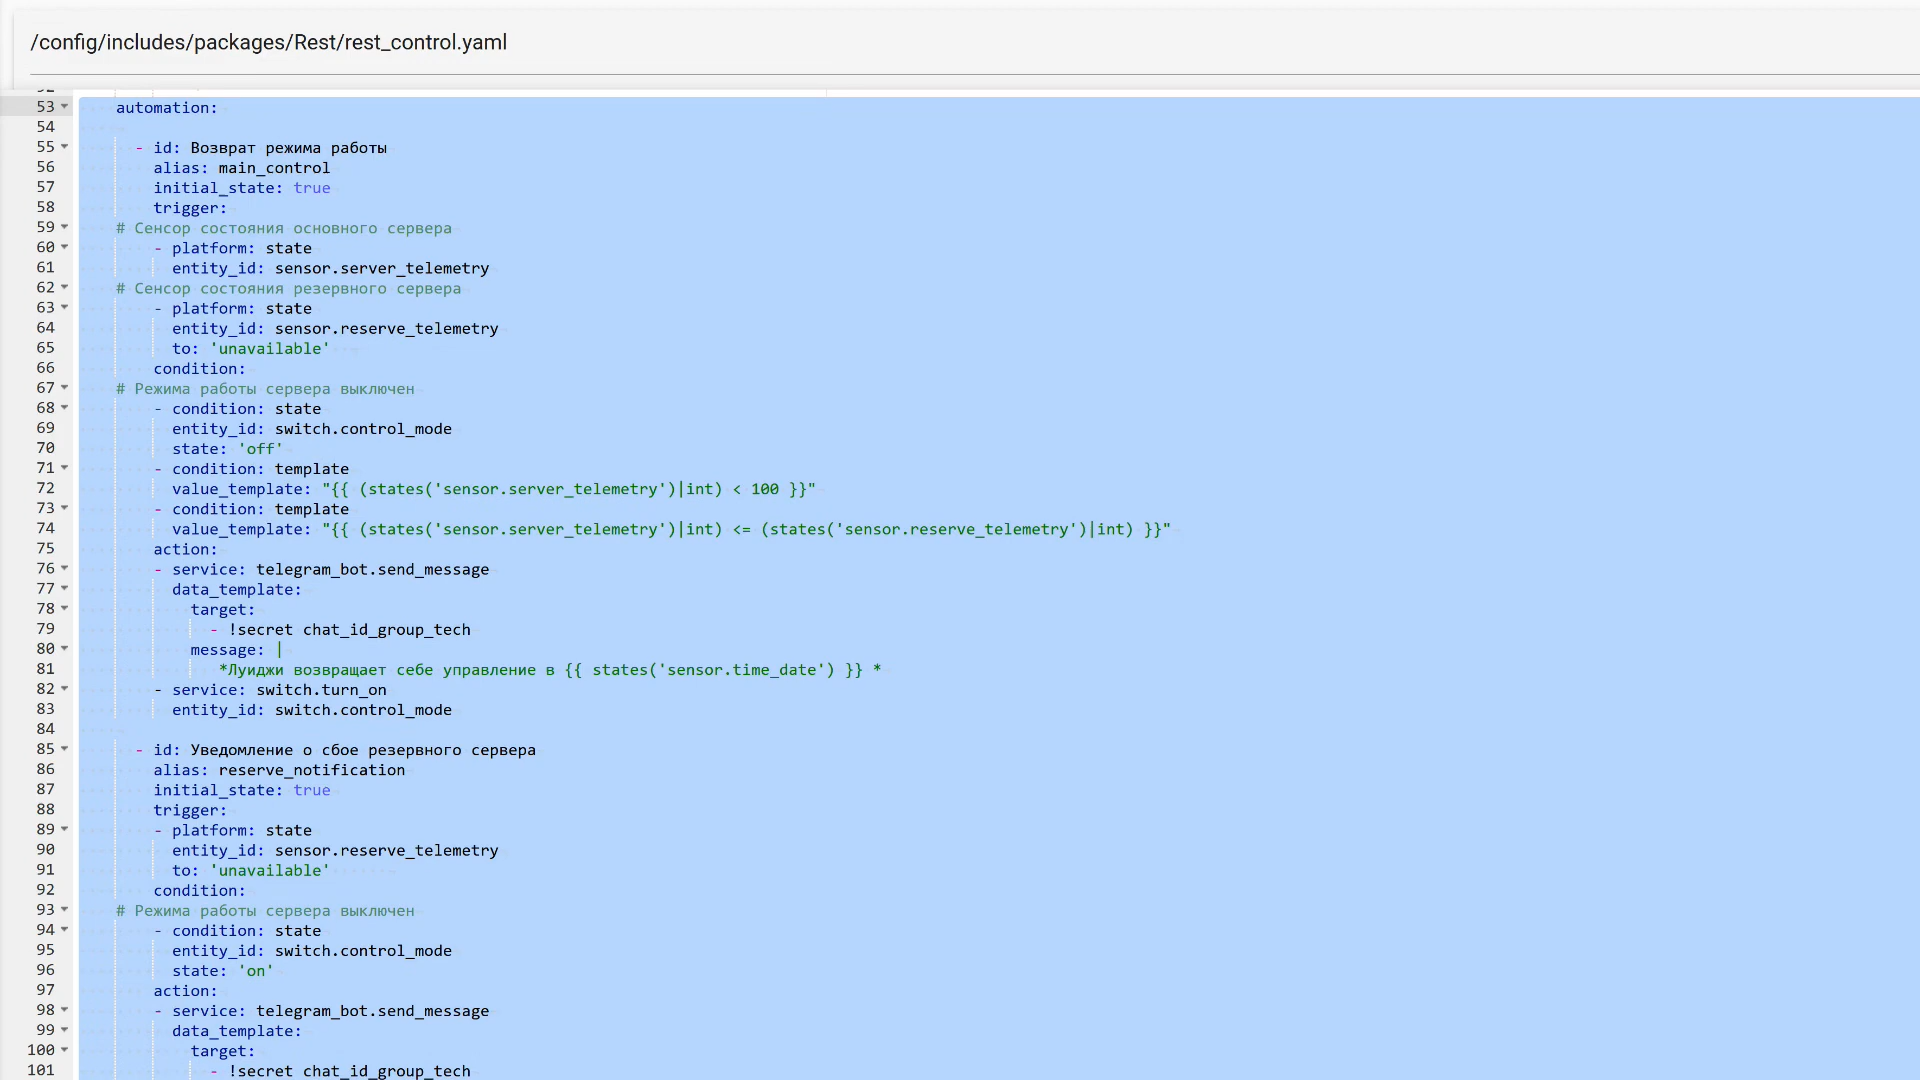 /config/includes/packages/Rest/rest_control.yaml
53 automation:
54
55 - id: Возврат режима работы
56 alias: main_control
57 initial_state: true
58 trigger:
59 # Сенсор состояния основного сервера
60 - platform: state
61 entity_id: sensor.server_telemetry
62 # Сенсор состояния резервного сервера
63 - platform: state
64 entity_id: sensor.reserve_telemetry
65 to: 'unavailable'
66 condition:
67 # Режима работы сервера выключен
68 - condition: state
69 entity_id: switch.control_mode
70 state: 'off'
71 - condition: template
72 value_template: "{{ (states('sensor.server_telemetry')|int) < 100 }}"
73 - condition: template
74 value_template: "{{ (states('sensor.server_telemetry')|int) <= (states('sensor.reserve_telemetry')|int) }}"
75 action:
76 - service: telegram_bot.send_message
77 data_template:
78 target:
79 - !secret chat_id_group_tech
80 message: |
81 *Луиджи возвращает себе управление в {{ states('sensor.time_date') }} *
82 - service: switch.turn_on
83 entity_id: switch.control_mode
84
85 - id: Уведомление о сбое резервного сервера
86 alias: reserve_notification
87 initial_state: true
88 trigger:
89 - platform: state
90 entity_id: sensor.reserve_telemetry
91 to: 'unavailable'
92 condition:
93 # Режима работы сервера выключен
94 - condition: state
95 entity_id: switch.control_mode
96 state: 'on'
97 action:
98 - service: telegram_bot.send_message
99 data_template:
100 target:
101 - !secret chat_id_group_tech